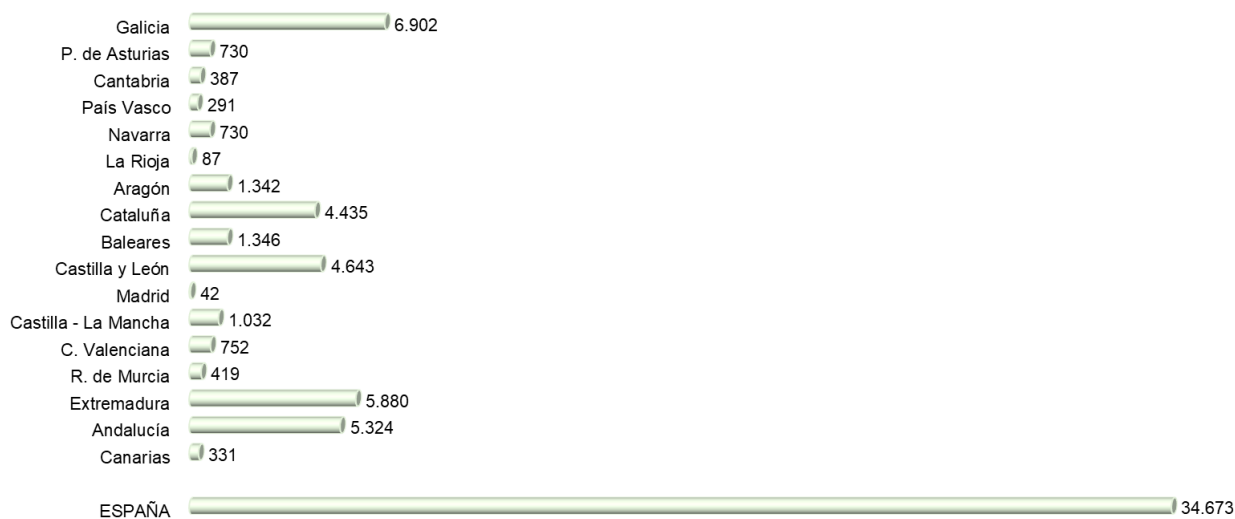 Galicia 6.902
P. de Asturias 730
Cantabria 387
País Vasco 291
Navarra 730
La Rioja 87
Aragón 1.342
Cataluña 4.435
Baleares 1.346
Castilla y León 4.643
Madrid 42
Castilla - La Mancha 1.032
C. Valenciana 752
R. de Murcia 419
Extremadura 5.880
Andalucía 5.324
Canarias 331
ESPAÑA 34.673